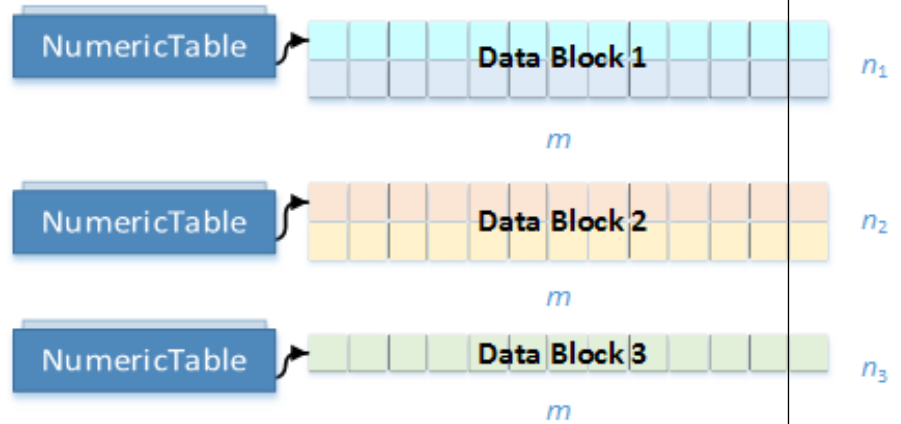 NumericTable
Data Block 1
n₁
m
NumericTable
Data Block 2
n₂
m
NumericTable
Data Block 3
n₃
m